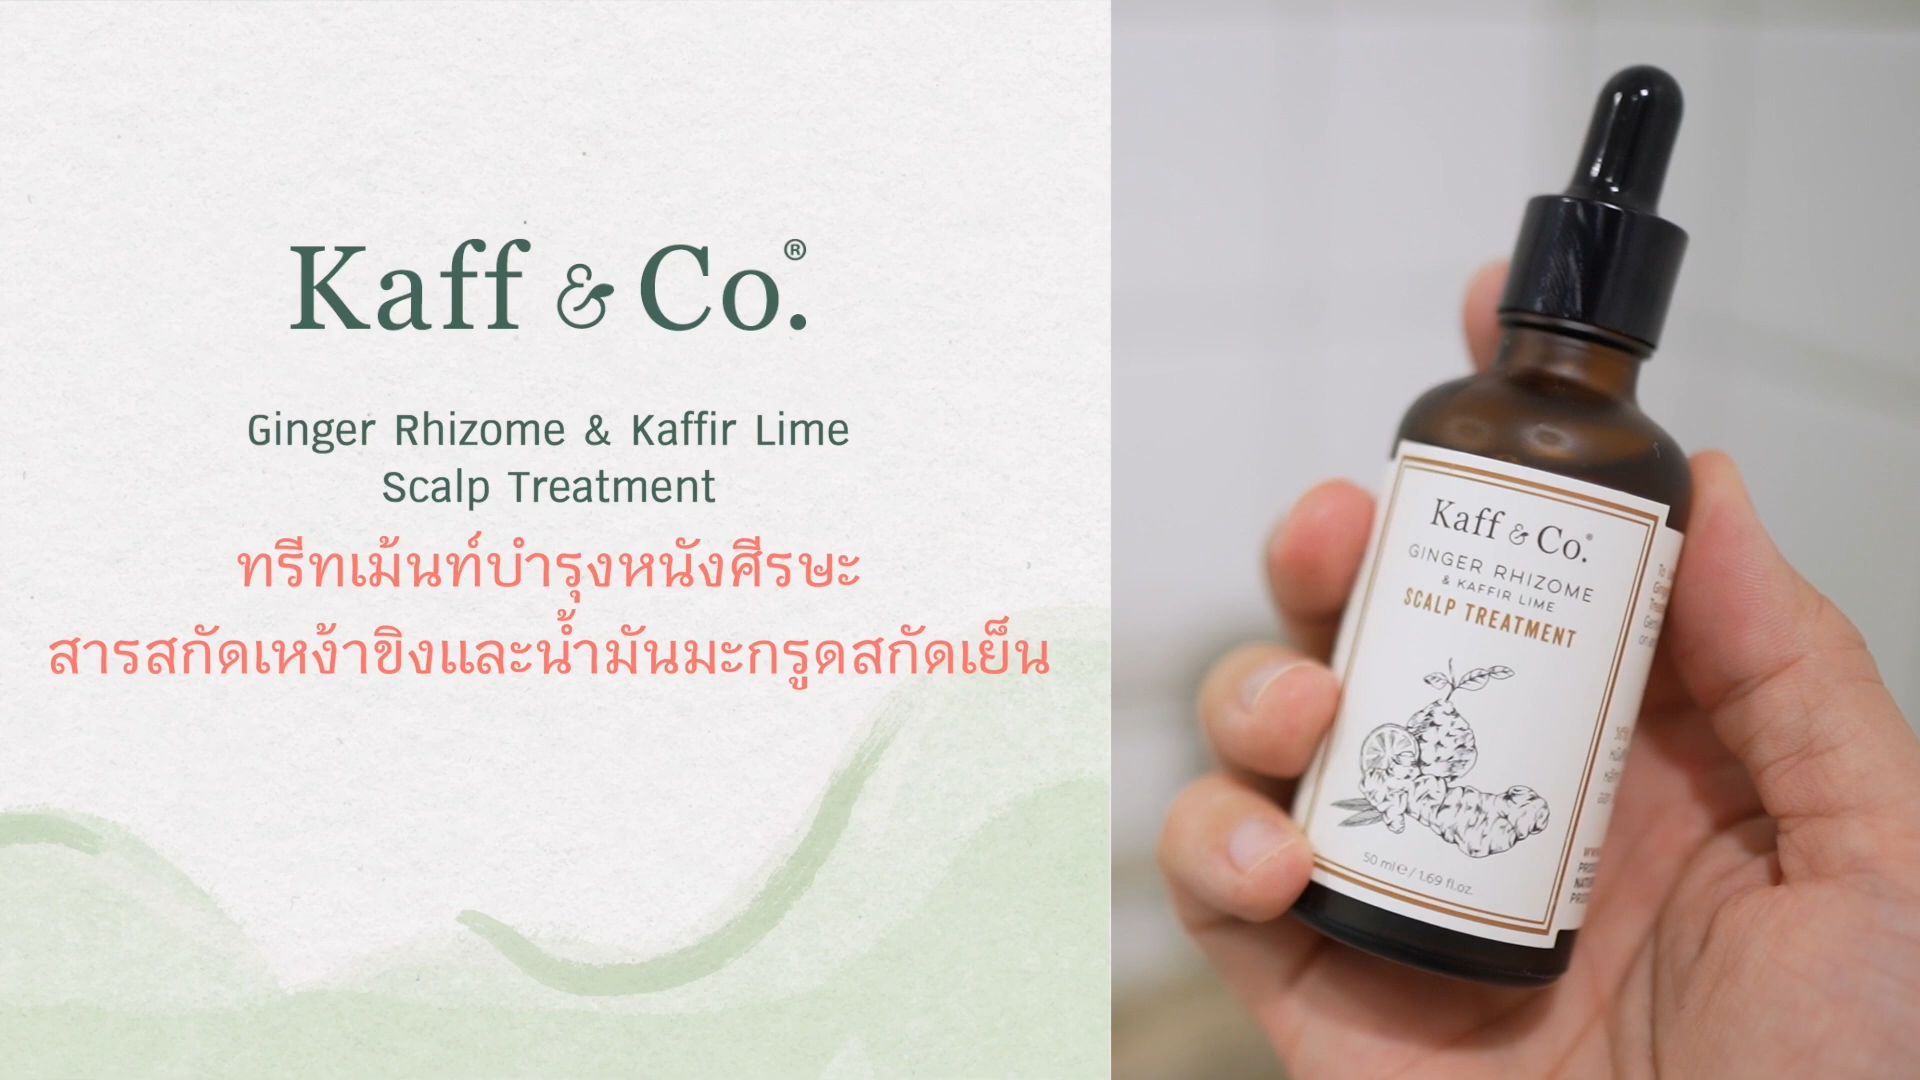 Kaff & Co.®
Ginger Rhizome & Kaffir Lime
Scalp Treatment
ทรีทเม้นท์บำรุงหนังศีรษะ
สารสกัดเหง้าขิงและน้ำมันมะกรูดสกัดเย็น
Kaff & Co.®
GINGER RHIZOME
& KAFFIR LIME
SCALP TREATMENT
50 ml ℮ / 1.69 fl.oz.